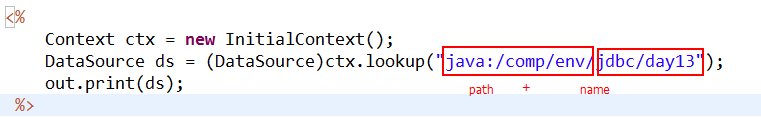 <%
Context ctx = new InitialContext();
DataSource ds = (DataSource)ctx.lookup("java:/comp/env/jdbc/day13");
out.print(ds);
path + name
%>